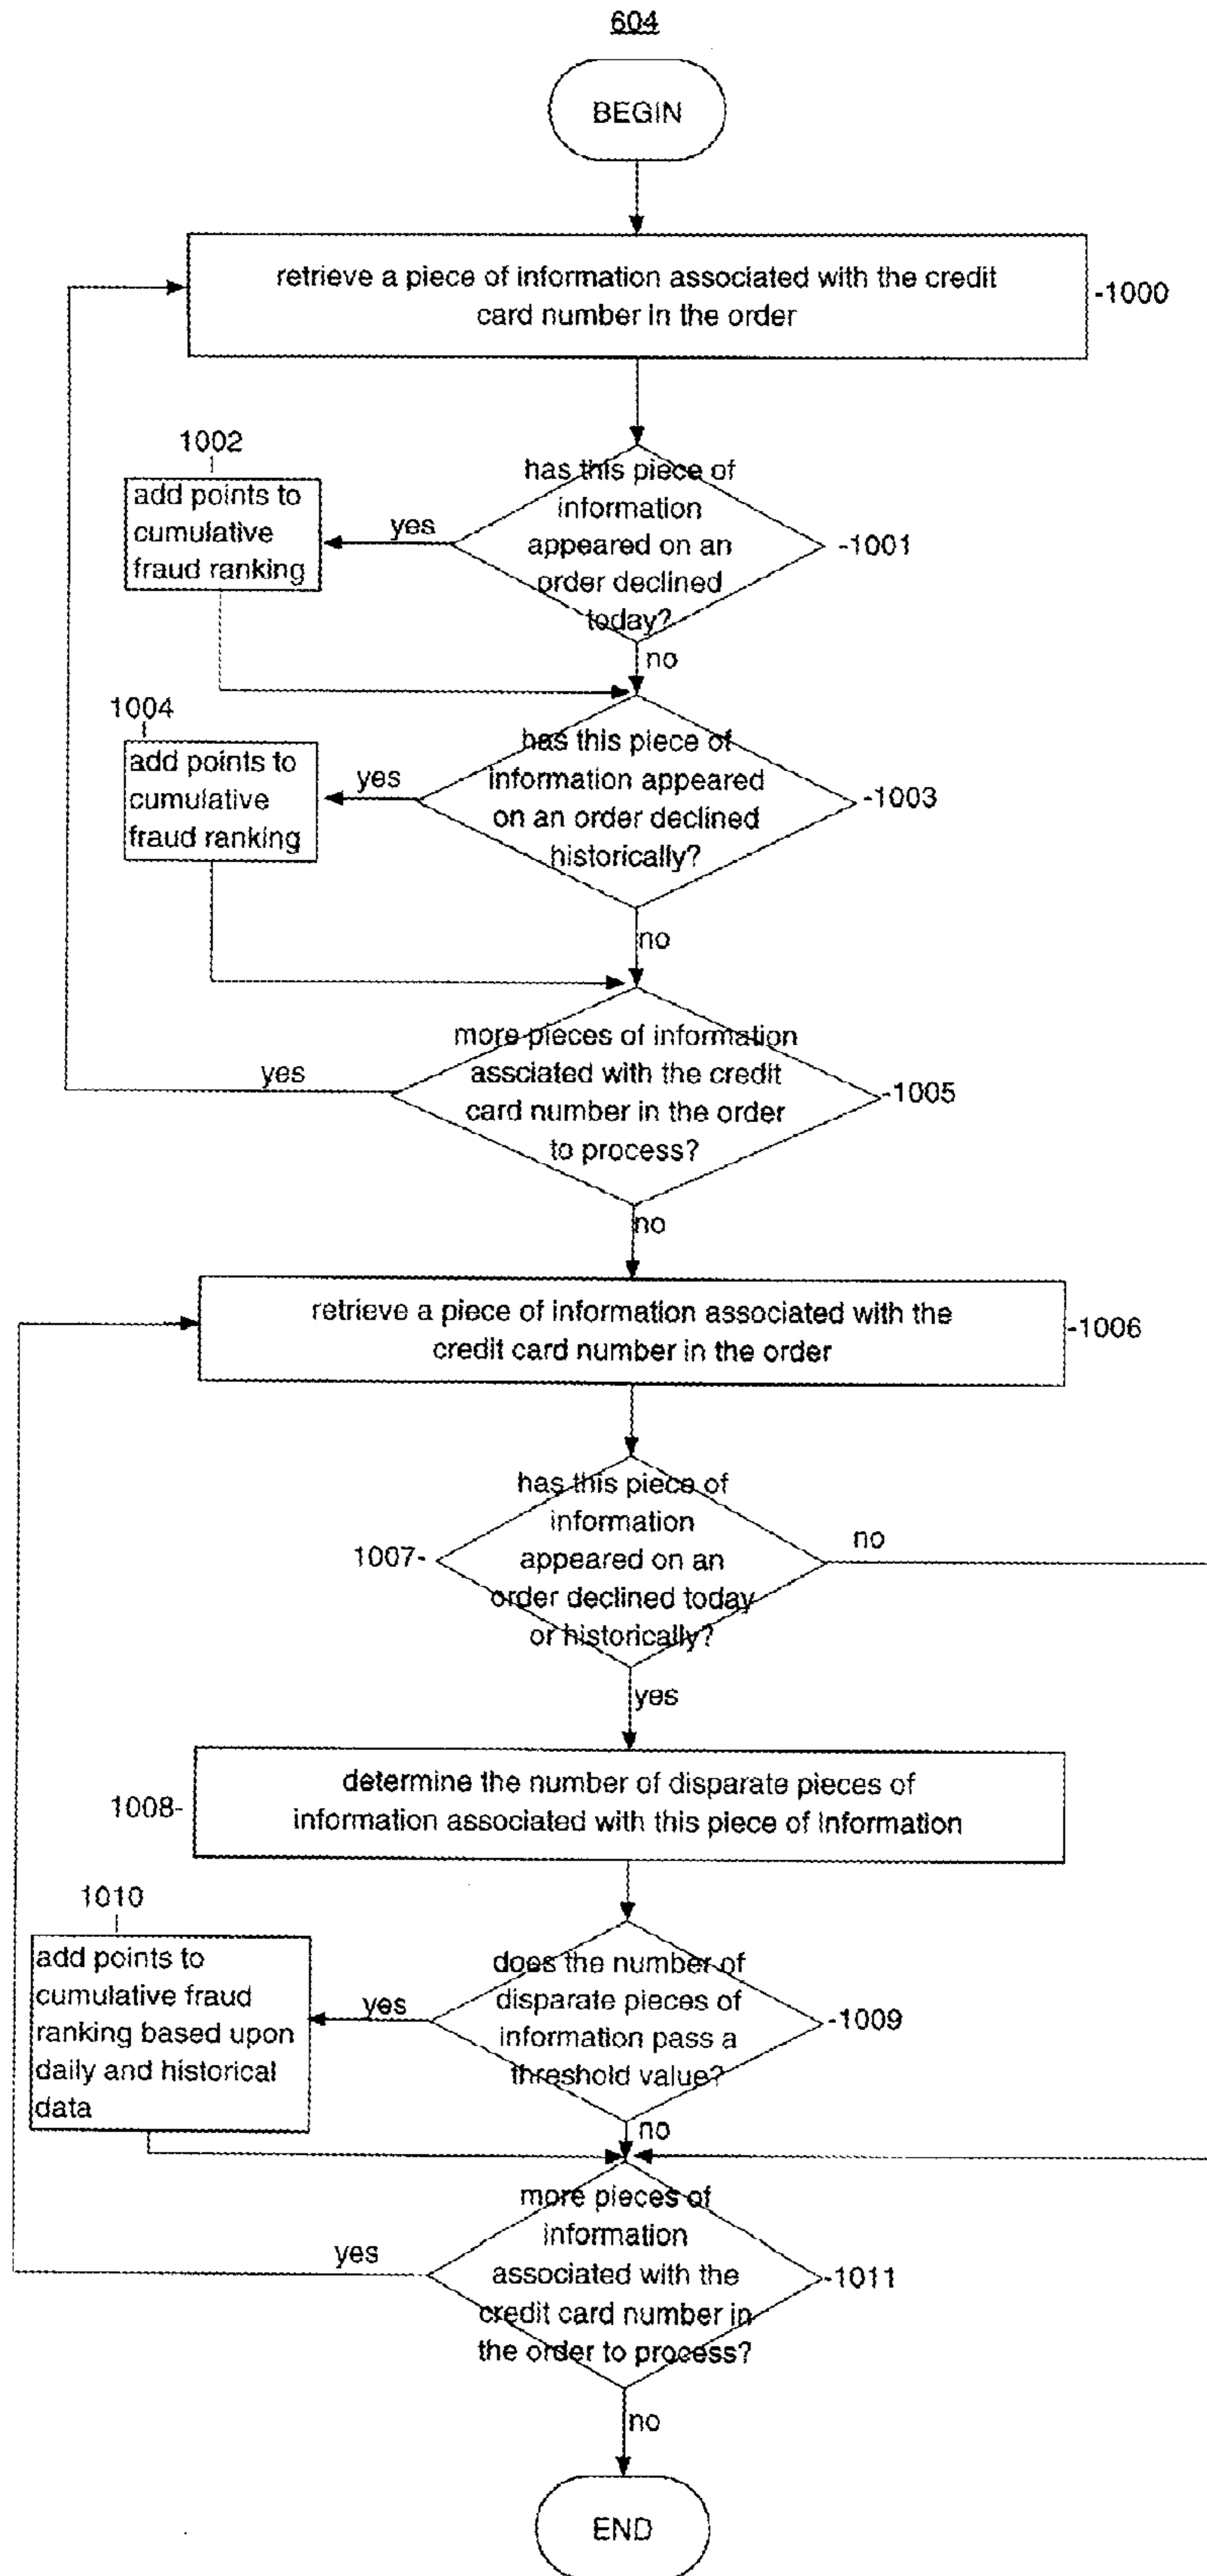 604
BEGIN
retrieve a piece of information associated with the credit
card number in the order
-1000
has this piece of
information
appeared on an
order declined
today?
-1001
yes
1002
add points to
cumulative
fraud ranking
no
has this piece of
information appeared
on an order declined
historically?
-1003
yes
1004
add points to
cumulative
fraud ranking
no
more pieces of information
assciated with the credit
card number in the order
to process?
-1005
yes
no
retrieve a piece of information associated with the
credit card number in the order
-1006
has this piece of
information
appeared on an
order declined today
or historically?
1007-
no
yes
determine the number of disparate pieces of
information associated with this piece of information
1008-
does the number of
disparate pieces of
information pass a
threshold value?
-1009
yes
1010
add points to
cumulative fraud
ranking based upon
daily and historical
data
no
more pieces of
information
associated with the
credit card number in
the order to process?
-1011
yes
no
END